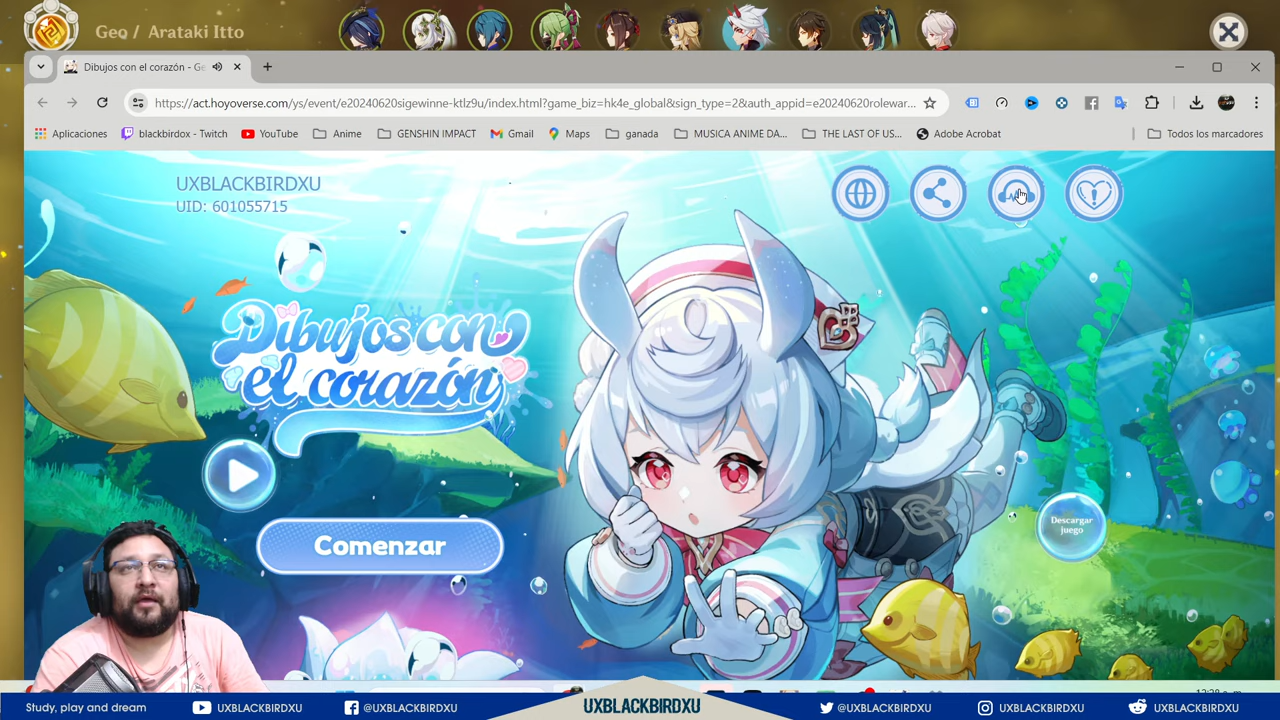 Geo / Arataki Itto
Dibujos con el corazón - Ge
https://act.hoyoverse.com/ys/event/e20240620sigewinne-ktlz9u/index.html?game_biz=hk4e_global&sign_type=2&auth_appid=e20240620rolewar...
Aplicaciones
blackbirdox - Twitch
YouTube
Anime
GENSHIN IMPACT
Gmail
Maps
ganada
MUSICA ANIME DA...
THE LAST OF US...
Adobe Acrobat
Todos los marcadores
UXBLACKBIRDXU
UID: 601055715
Dibujos con
el corazón
Comenzar
Descargar
juego
Study, play and dream
UXBLACKBIRDXU
@UXBLACKBIRDXU
UXBLACKBIRDXU
@UXBLACKBIRDXU
UXBLACKBIRDXU
UXBLACKBIRDXU